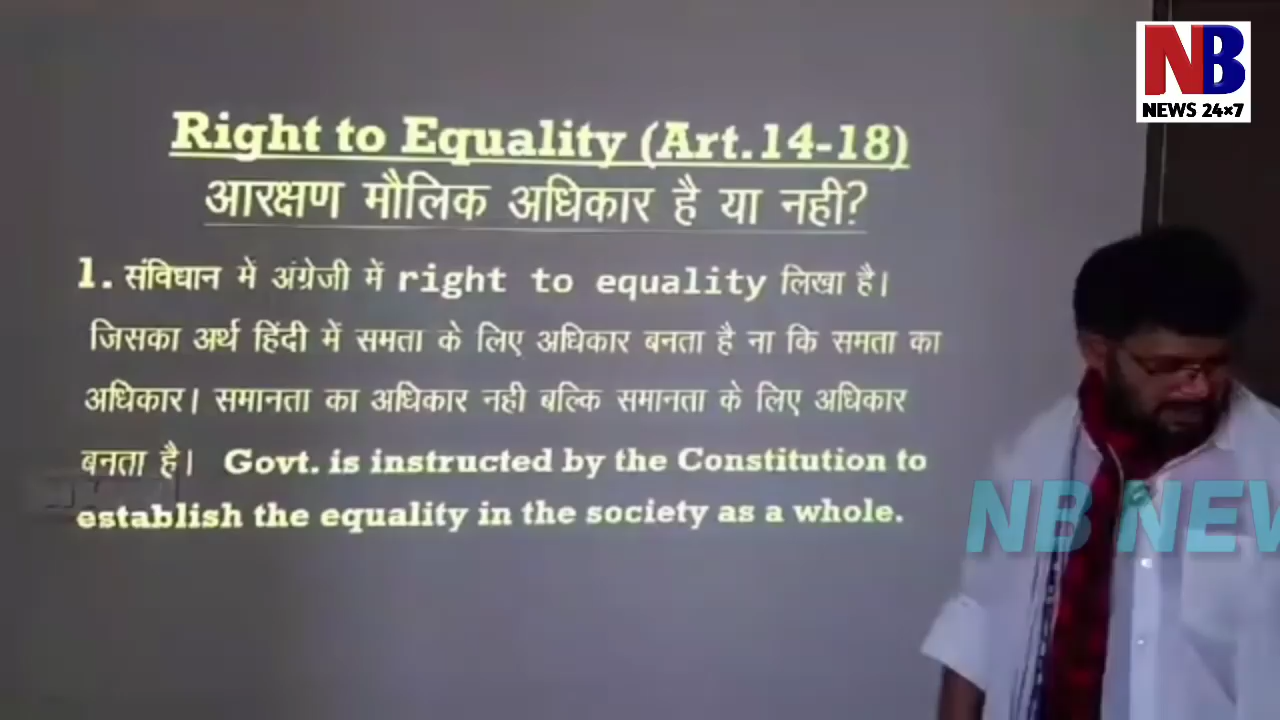 NB
NEWS 24×7
Right to Equality (Art.14-18)
आरक्षण मौलिक अधिकार है या नही?
1. संविधान में अंग्रेजी में right to equality लिखा है।
जिसका अर्थ हिंदी में समता के लिए अधिकार बनता है ना कि समता का
अधिकार। समानता का अधिकार नही बल्कि समानता के लिए अधिकार
बनता है। Govt. is instructed by the Constitution to
establish the equality in the society as a whole.
NB NEW